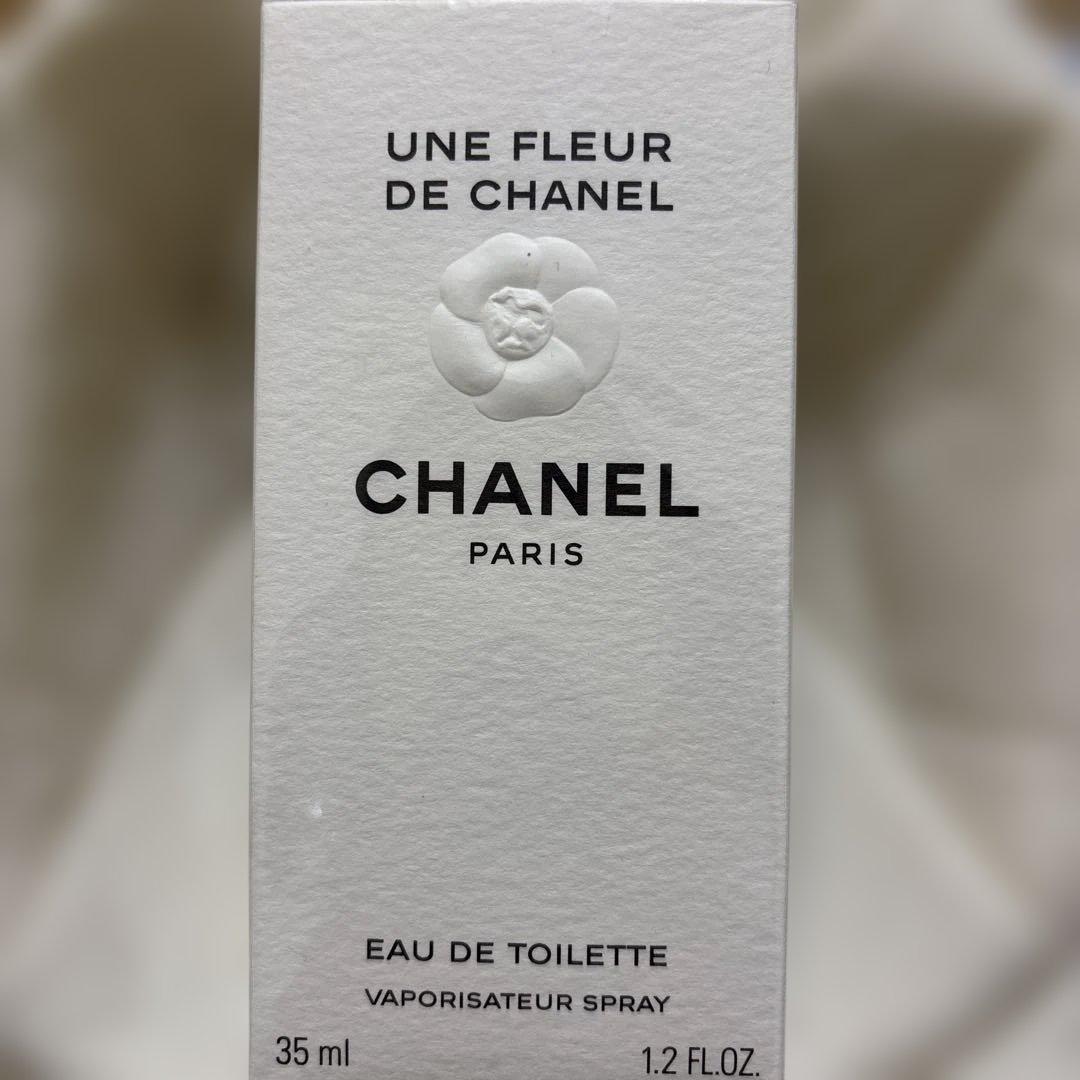 UNE FLEUR
DE CHANEL
CHANEL
PARIS
EAU DE TOILETTE
VAPORISATEUR SPRAY
35 ml 1.2 FL.OZ.